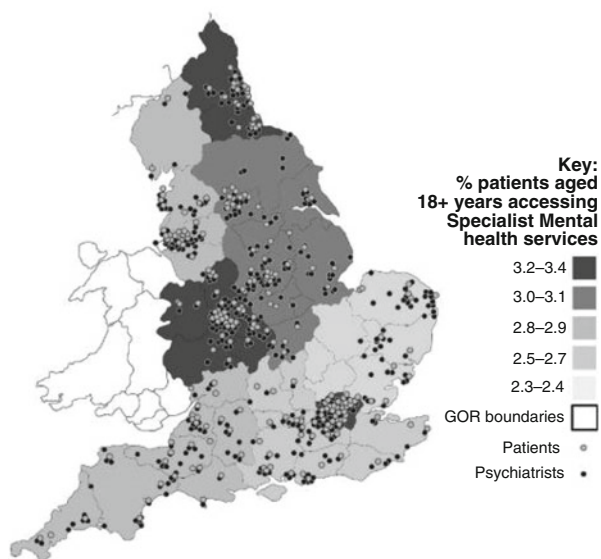 Key:
% patients aged
18+ years accessing
Specialist Mental
health services
3.2–3.4
3.0–3.1
2.8–2.9
2.5–2.7
2.3–2.4
GOR boundaries
Patients
Psychiatrists